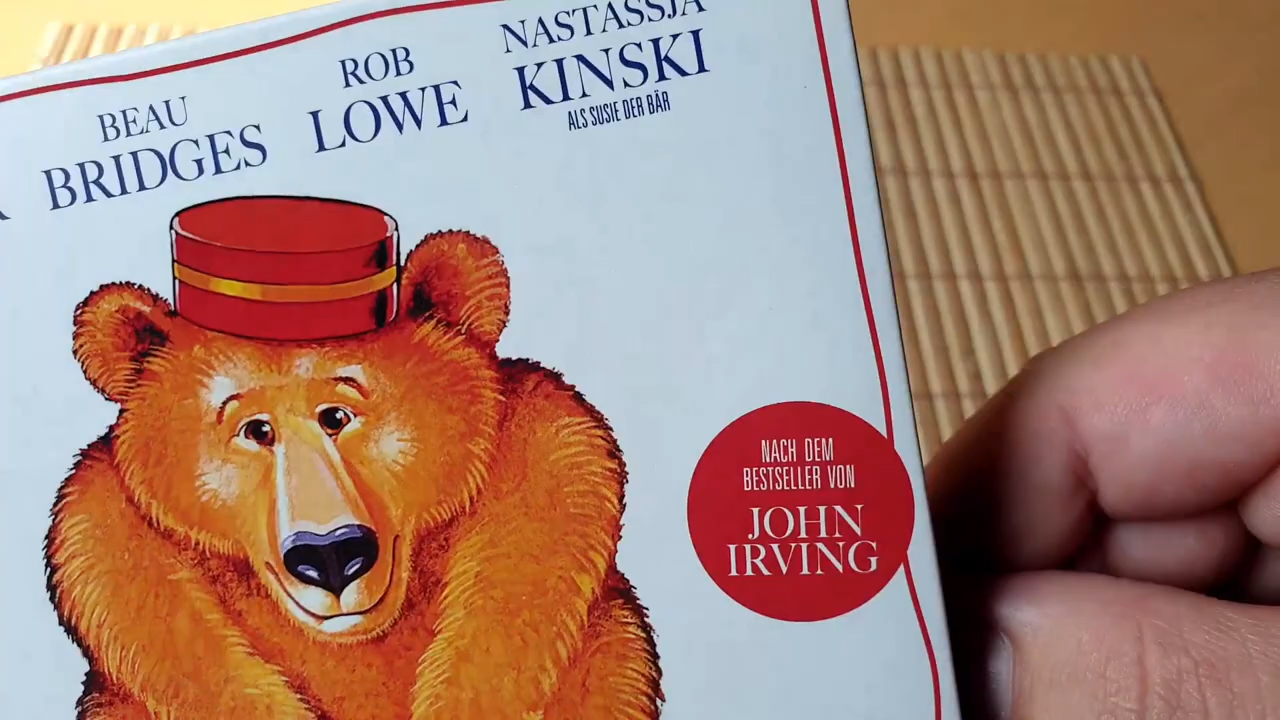 BEAU
BRIDGES
ROB
LOWE
NASTASSJA
KINSKI
ALS SUSIE DER BÄR
NACH DEM
BESTSELLER VON
JOHN
IRVING